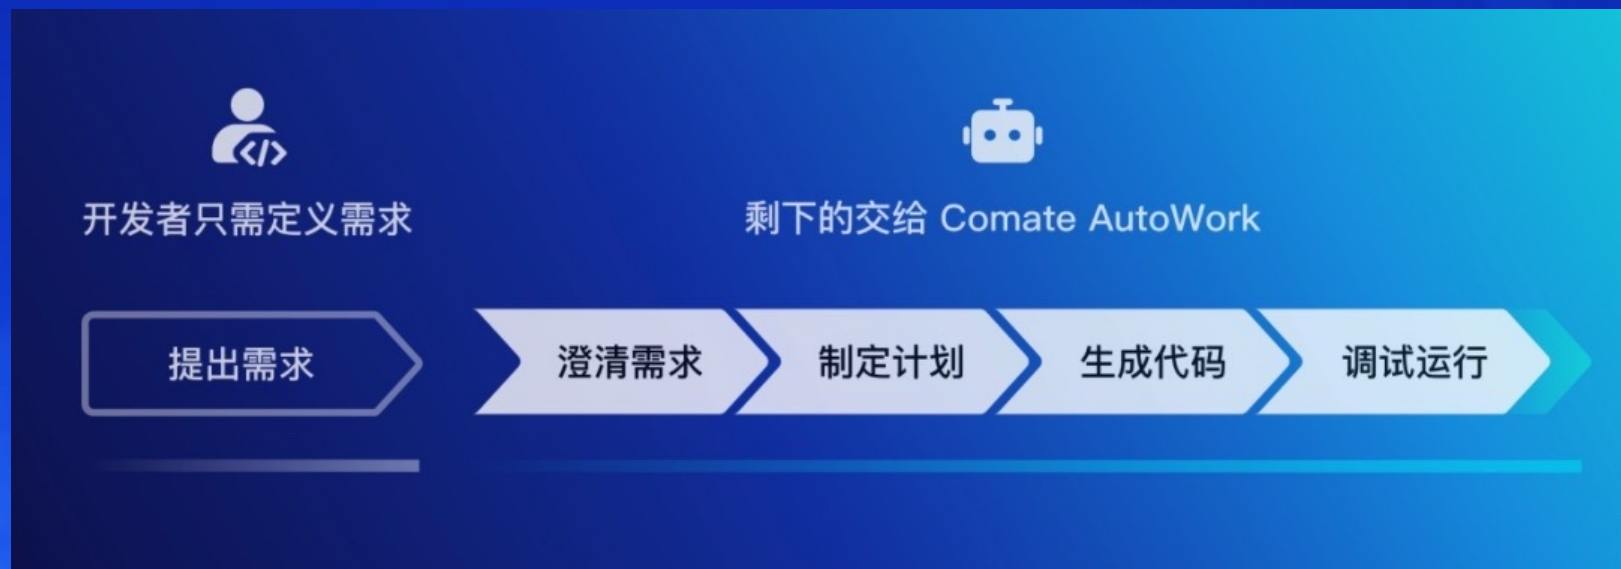 开发者只需定义需求
剩下的交给 Comate AutoWork
提出需求
澄清需求
制定计划
生成代码
调试运行